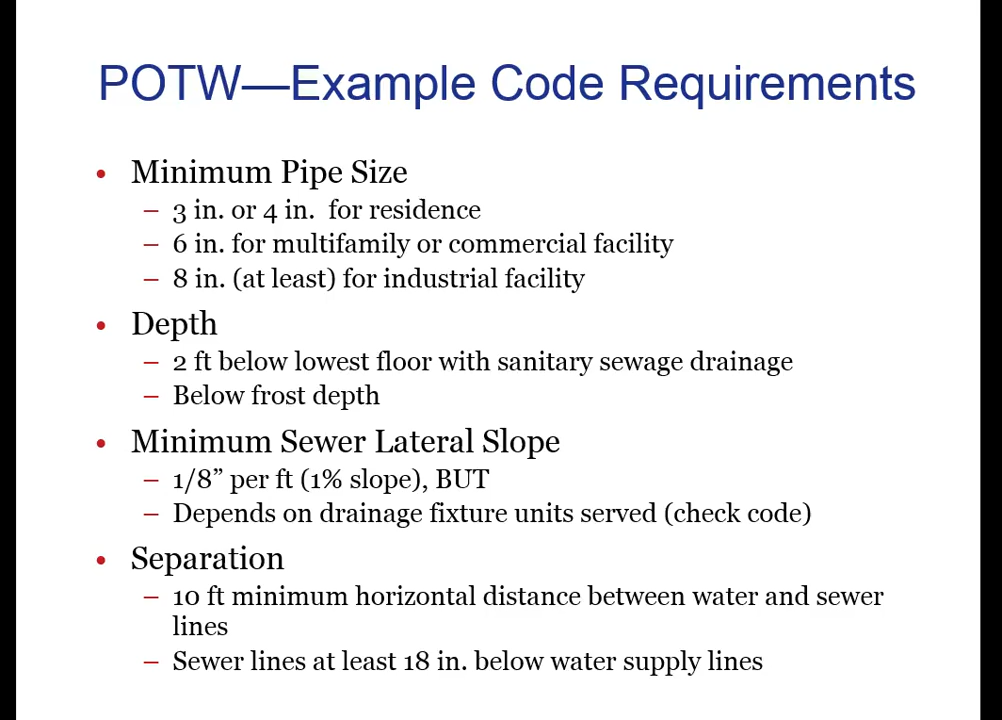 POTW—Example Code Requirements
• Minimum Pipe Size
– 3 in. or 4 in.  for residence
– 6 in. for multifamily or commercial facility
– 8 in. (at least) for industrial facility
• Depth
– 2 ft below lowest floor with sanitary sewage drainage
– Below frost depth
• Minimum Sewer Lateral Slope
– 1/8” per ft (1% slope), BUT
– Depends on drainage fixture units served (check code)
• Separation
– 10 ft minimum horizontal distance between water and sewer
lines
– Sewer lines at least 18 in. below water supply lines